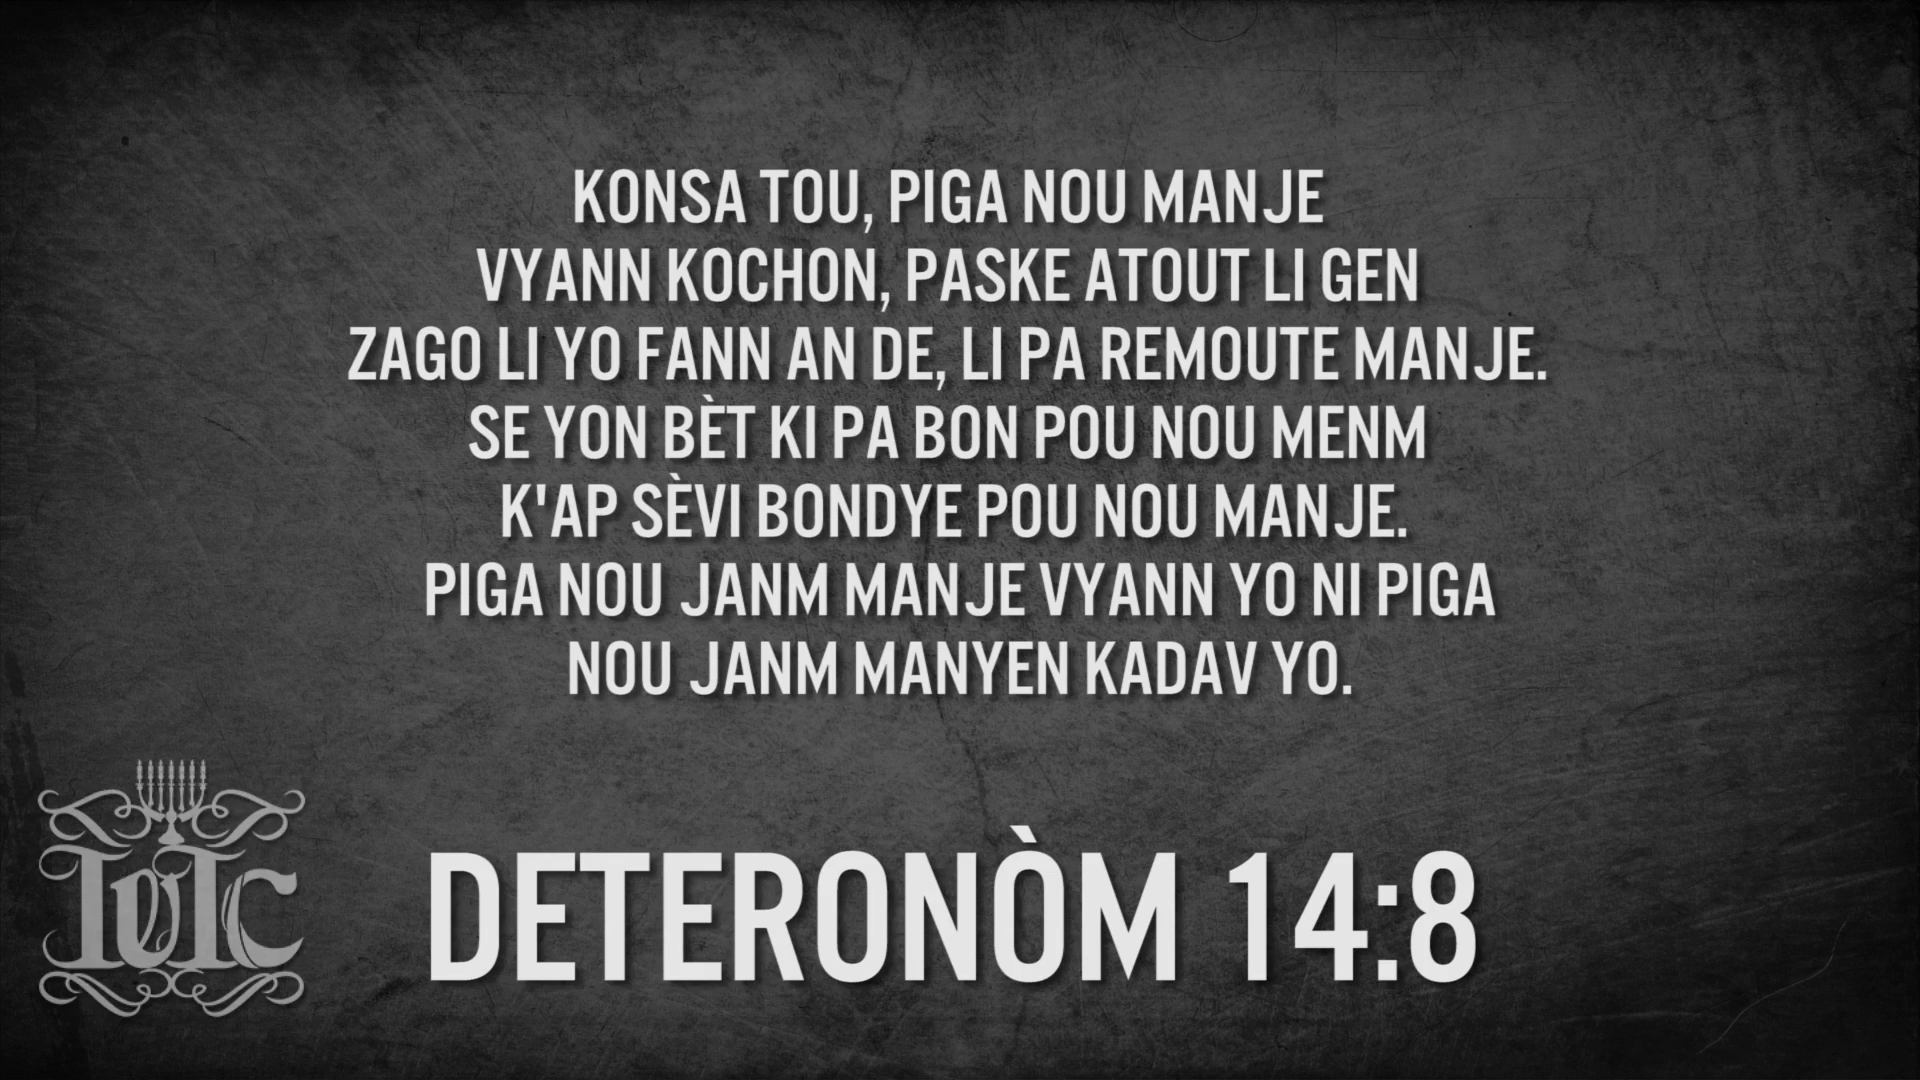 KONSA TOU, PIGA NOU MANJE
VYANN KOCHON, PASKE ATOUT LI GEN
ZAGO LI YO FANN AN DE, LI PA REMOUTE MANJE.
SE YON BÈT KI PA BON POU NOU MENM
K'AP SÈVI BONDYE POU NOU MANJE.
PIGA NOU JANM MANJE VYANN YO NI PIGA
NOU JANM MANYEN KADAV YO.
DETERONÒM 14:8
IUIC